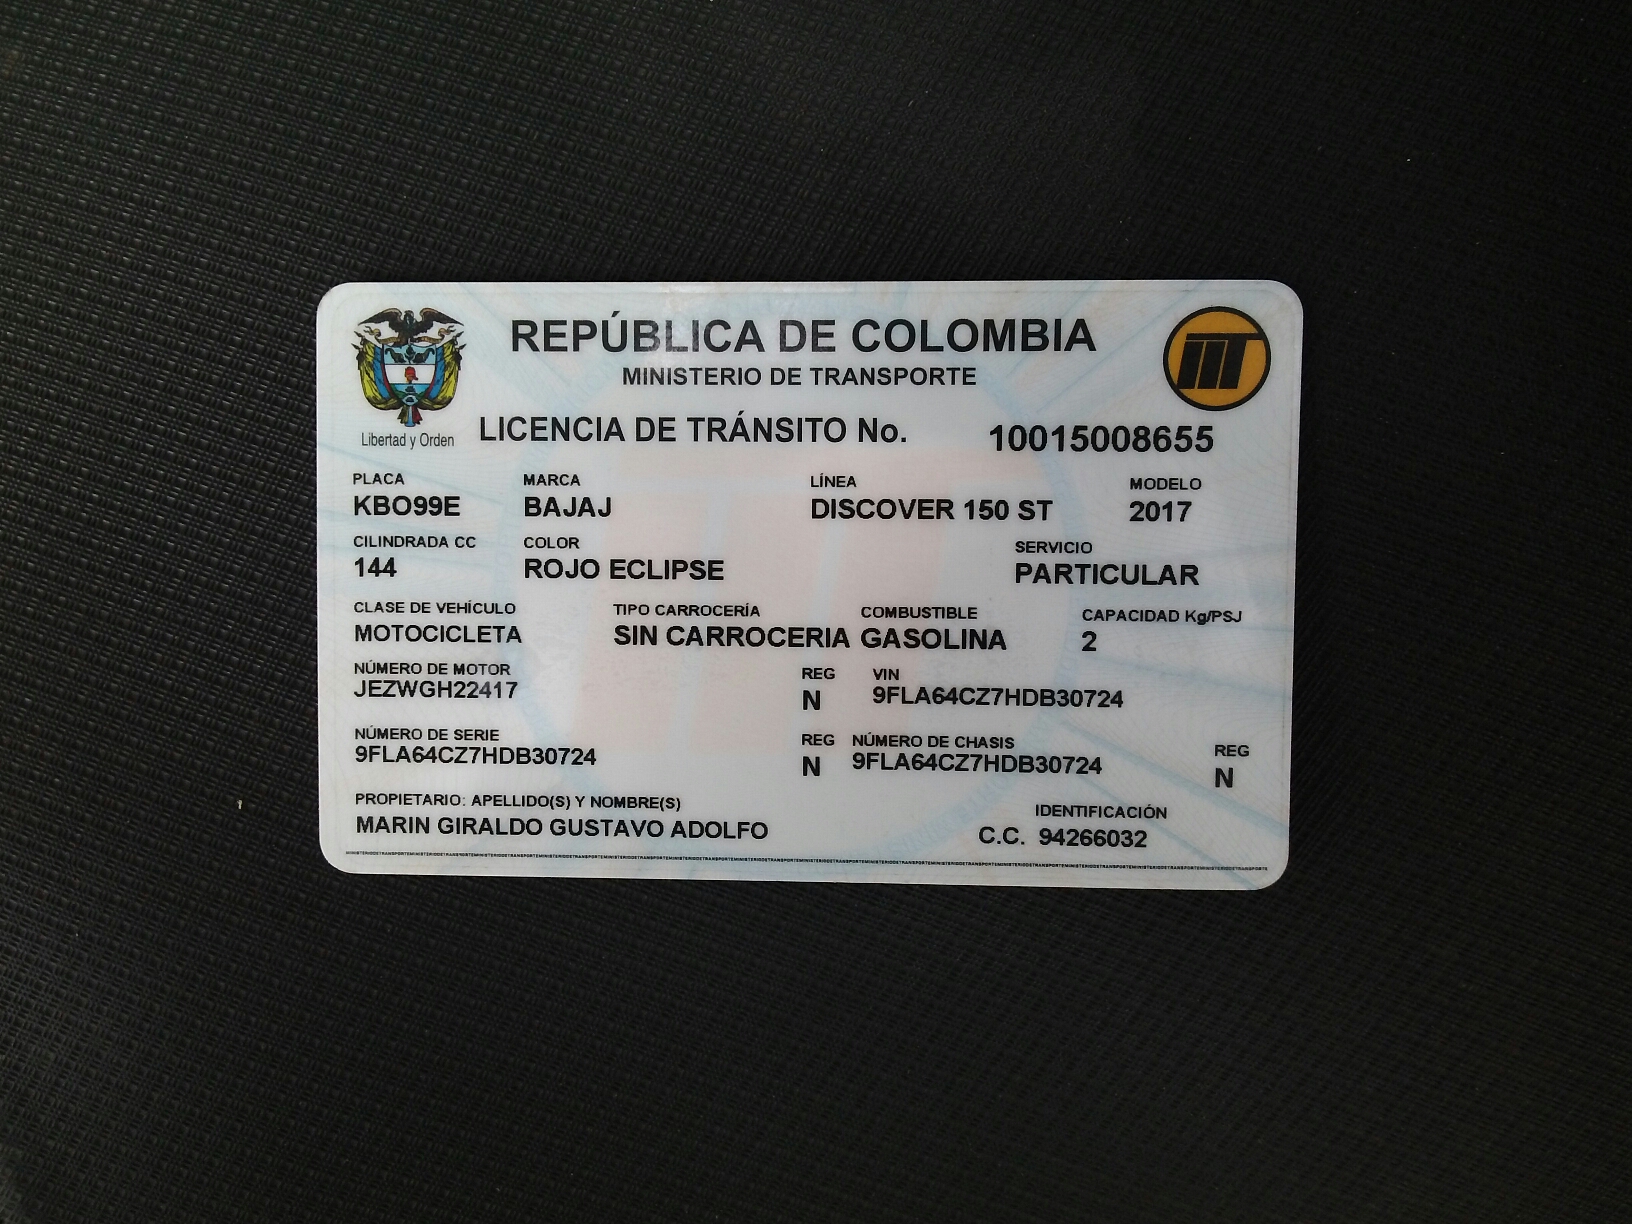 REPÚBLICA DE COLOMBIA
MINISTERIO DE TRANSPORTE
Libertad y Orden
LICENCIA DE TRÁNSITO No. 10015008655
PLACA MARCA LÍNEA MODELO
KBO99E BAJAJ DISCOVER 150 ST 2017
CILINDRADA CC COLOR SERVICIO
144 ROJO ECLIPSE PARTICULAR
CLASE DE VEHÍCULO TIPO CARROCERÍA COMBUSTIBLE CAPACIDAD Kg/PSJ
MOTOCICLETA SIN CARROCERIA GASOLINA 2
NÚMERO DE MOTOR REG VIN
JEZWGH22417 N 9FLA64CZ7HDB30724
NÚMERO DE SERIE REG NÚMERO DE CHASIS REG
9FLA64CZ7HDB30724 N 9FLA64CZ7HDB30724 N
PROPIETARIO: APELLIDO(S) Y NOMBRE(S) IDENTIFICACIÓN
MARIN GIRALDO GUSTAVO ADOLFO C.C. 94266032